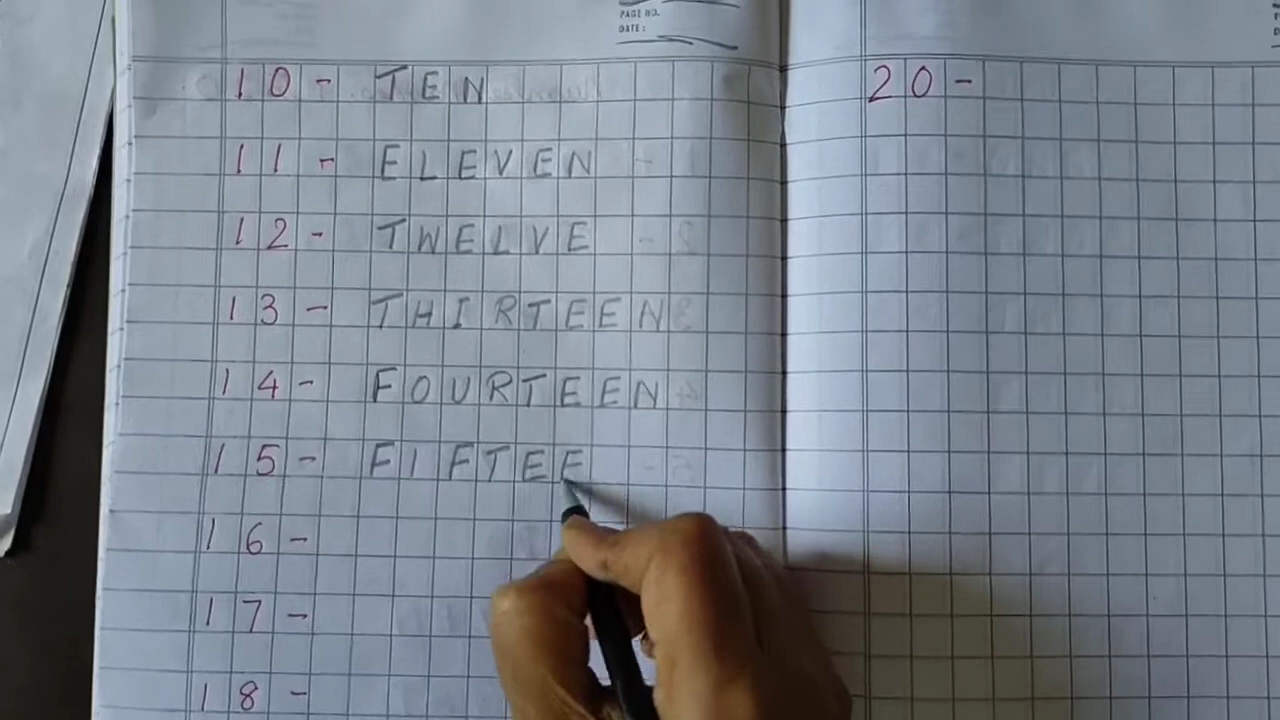 PAGE NO.
DATE:
10- TEN
11- ELEVEN
12- TWELVE
13- THIRTEEN
14- FOURTEEN
15- FIFTEE
16-
17-
18-
20-